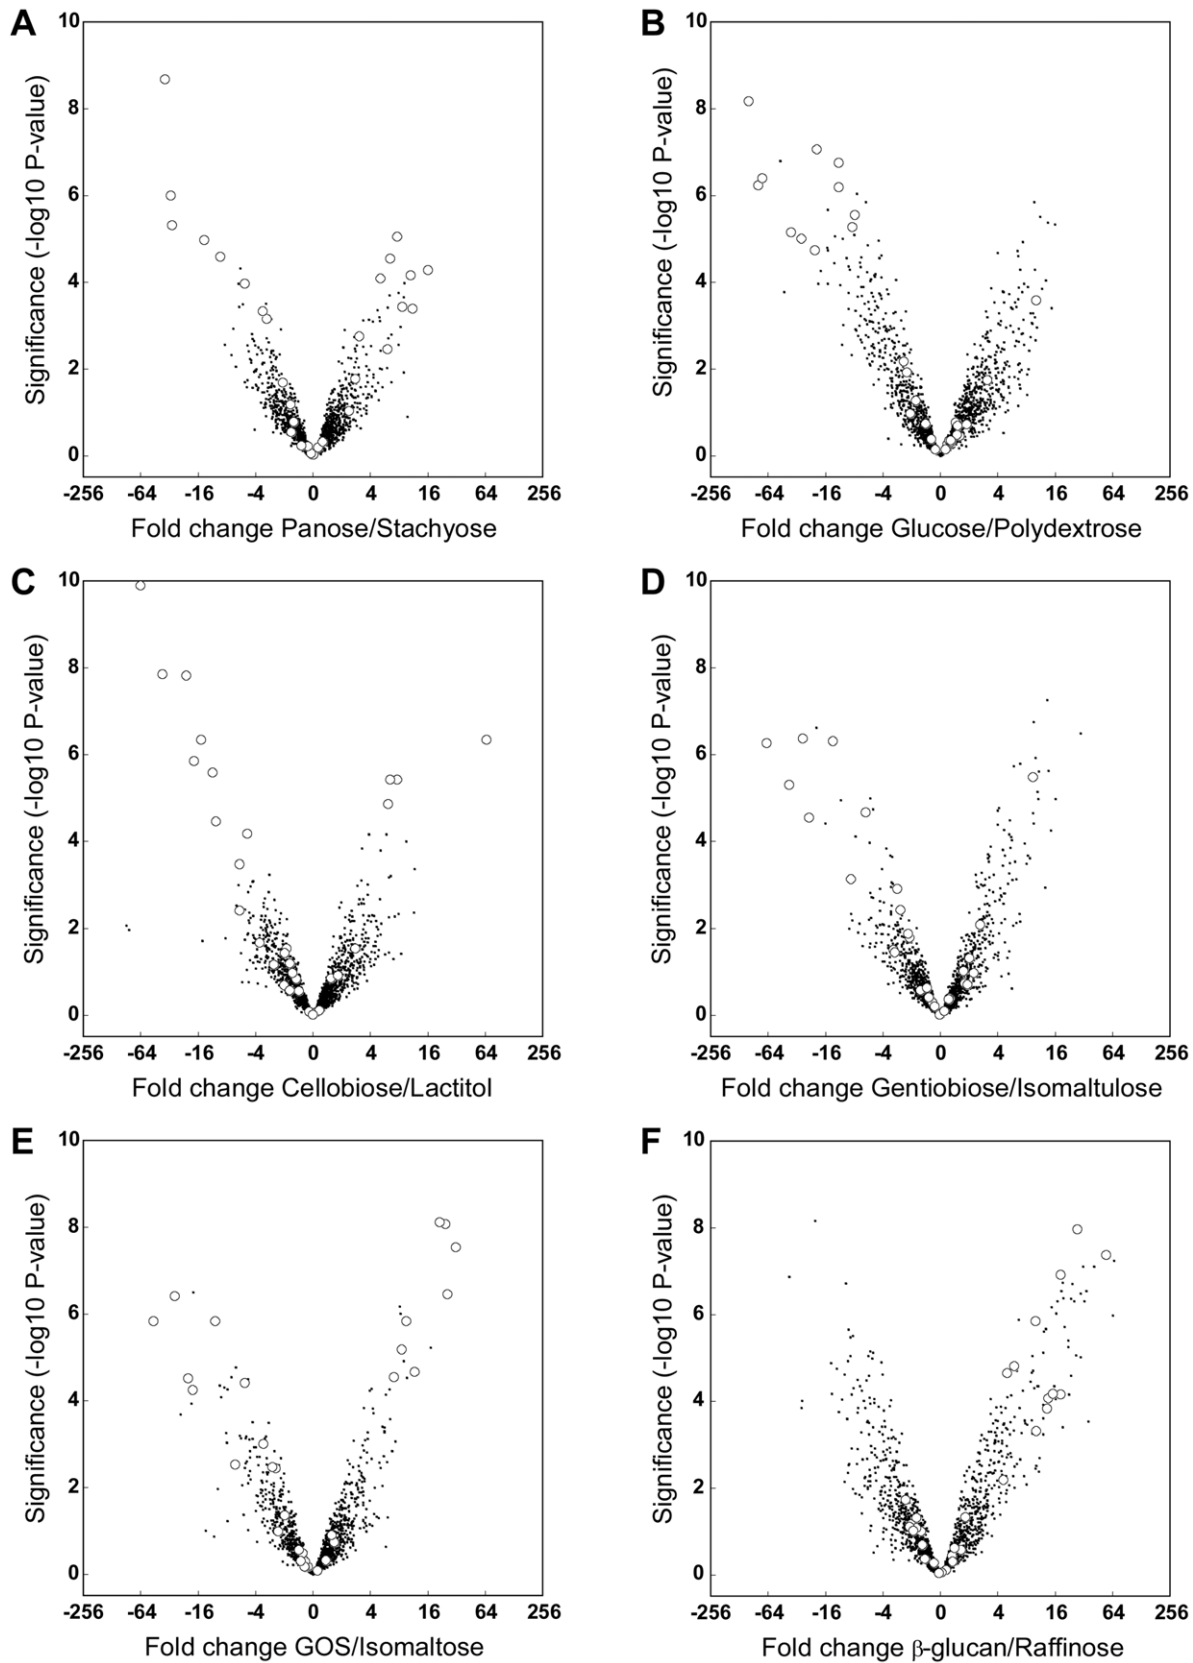 A
B
10
8
6
4
2
0
Significance (-log10 P-value)
-256 -64 -16 -4 0 4 16 64 256
Fold change Panose/Stachyose
10
8
6
4
2
0
Significance (-log10 P-value)
-256 -64 -16 -4 0 4 16 64 256
Fold change Glucose/Polydextrose
C
D
10
8
6
4
2
0
Significance (-log10 P-value)
-256 -64 -16 -4 0 4 16 64 256
Fold change Cellobiose/Lactitol
10
8
6
4
2
0
Significance (-log10 P-value)
-256 -64 -16 -4 0 4 16 64 256
Fold change Gentiobiose/Isomaltulose
E
F
10
8
6
4
2
0
Significance (-log10 P-value)
-256 -64 -16 -4 0 4 16 64 256
Fold change GOS/Isomaltose
10
8
6
4
2
0
Significance (-log10 P-value)
-256 -64 -16 -4 0 4 16 64 256
Fold change β-glucan/Raffinose